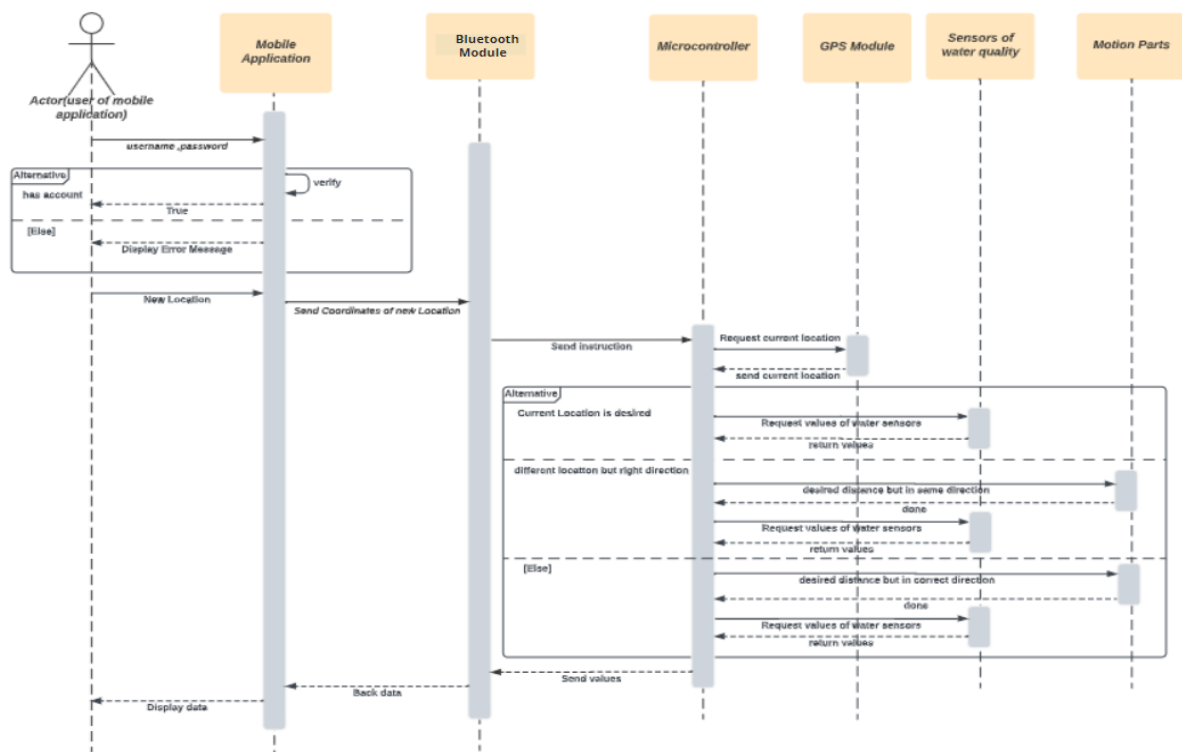 Mobile
Application
Bluetooth
Module
Microcontroller
GPS Module
Sensors of
water quality
Motion Parts
Actor(user of mobile
application)
username ,password
Alternative
verify
has account
True
[Else]
Display Error Message
New Location
Send Coordinates of new Location
Send instruction
Request current location
send current location
Alternative
Current Location is desired
Request values of water sensors
return values
different location but right direction
desired distance but in same direction
done
Request values of water sensors
return values
[Else]
desired distance but in correct direction
done
Request values of water sensors
return values
Send values
Back data
Display data